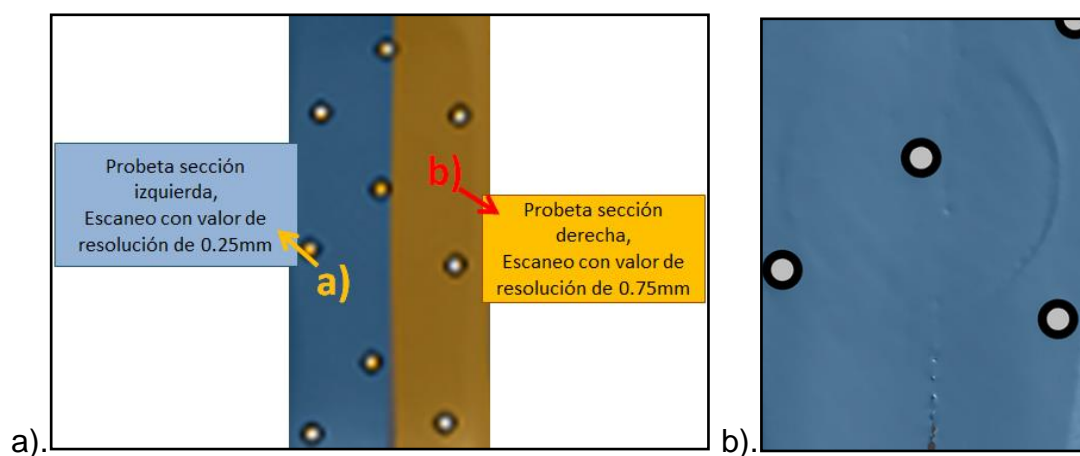 Probeta sección
izquierda,
Escaneo con valor de
resolución de 0.25mm
a)
b)
Probeta sección
derecha,
Escaneo con valor de
resolución de 0.75mm
a).
b).